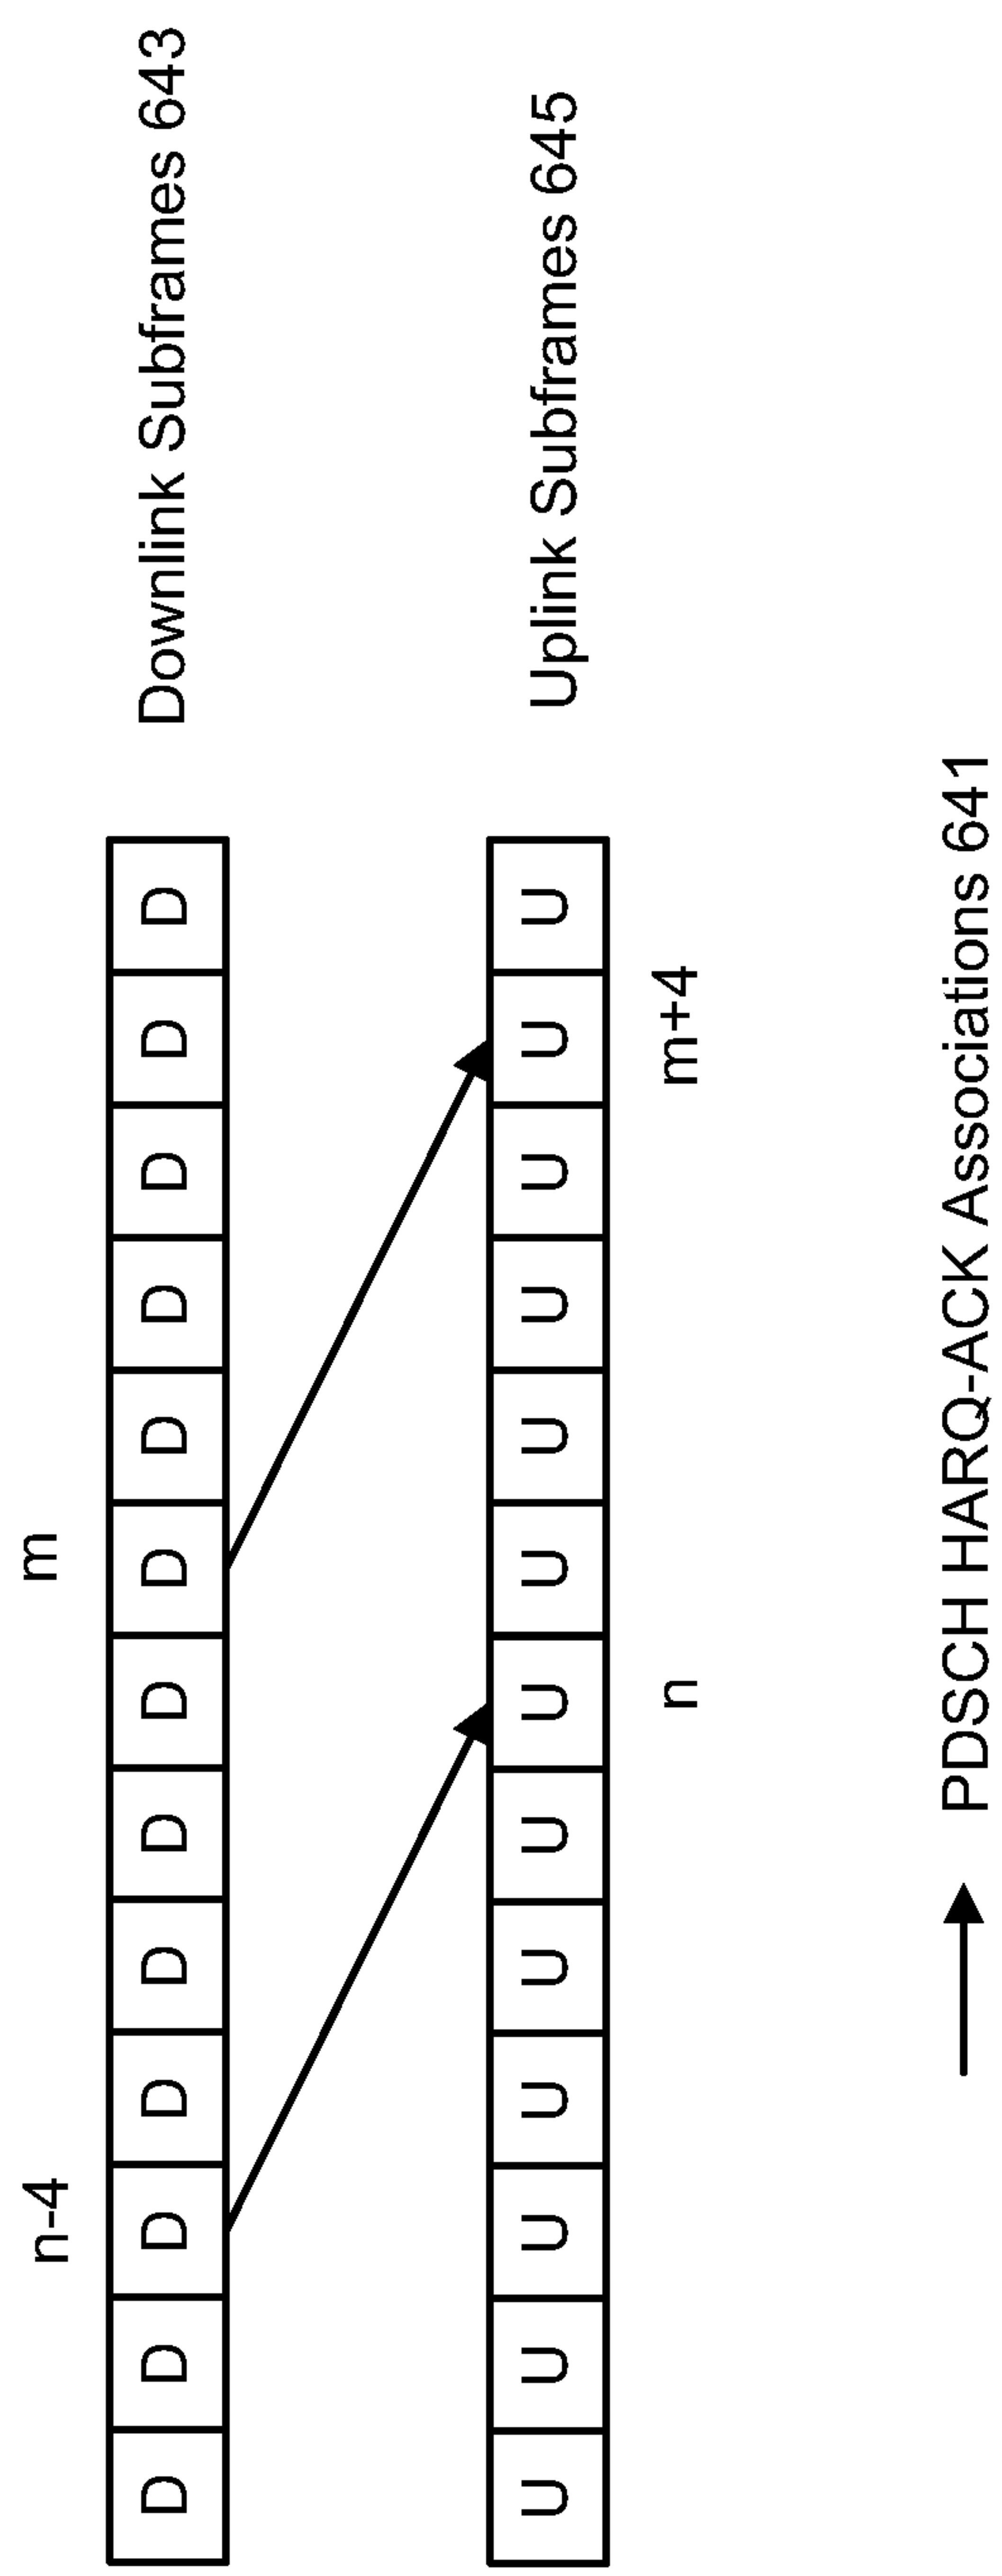 n-4 m
D D D D D D D D D D D D D Downlink Subframes 643
U U U U U U U U U U U U U Uplink Subframes 645
n m+4
PDSCH HARQ-ACK Associations 641